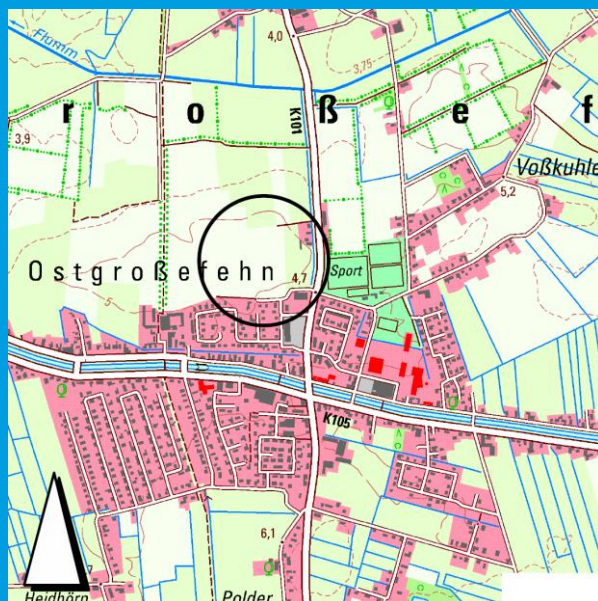 Flumm
4,0
3,75
K101
r o ß e f
3,9
Voßkuhle
5,2
Ostgroßefehn
4,7
Sport
5
K105
6,1
Heidhörn
Polder